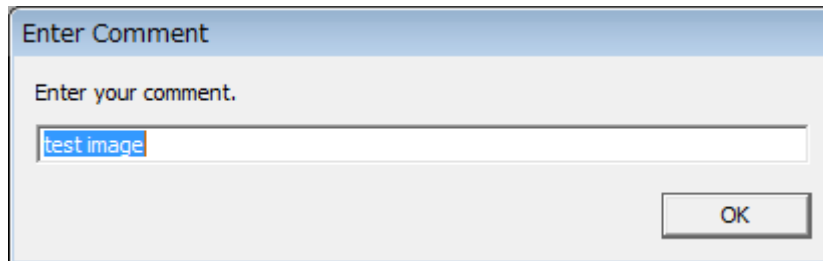 Enter Comment
Enter your comment.
test image
OK